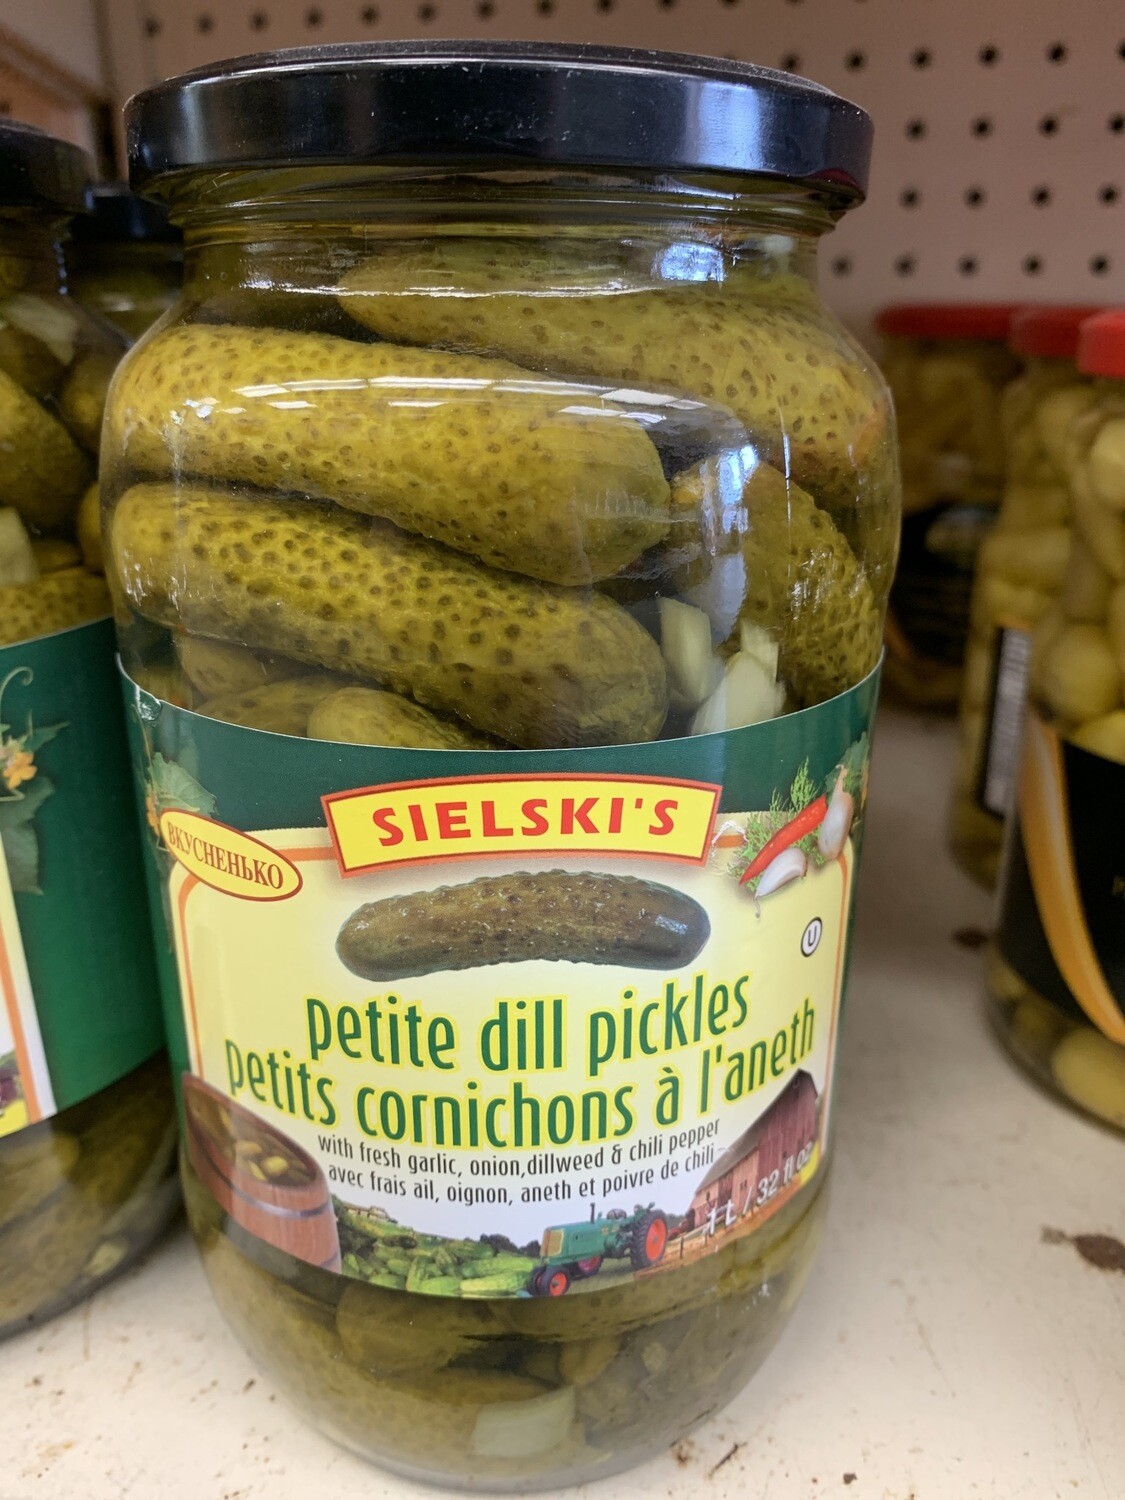 SIELSKI'S
ВКУСНЕНЬКО
U
petite dill pickles
petits cornichons à l'aneth
with fresh garlic, onion,dillweed & chili pepper
avec frais ail, oignon, aneth et poivre de chili
1 L / 32 fl oz